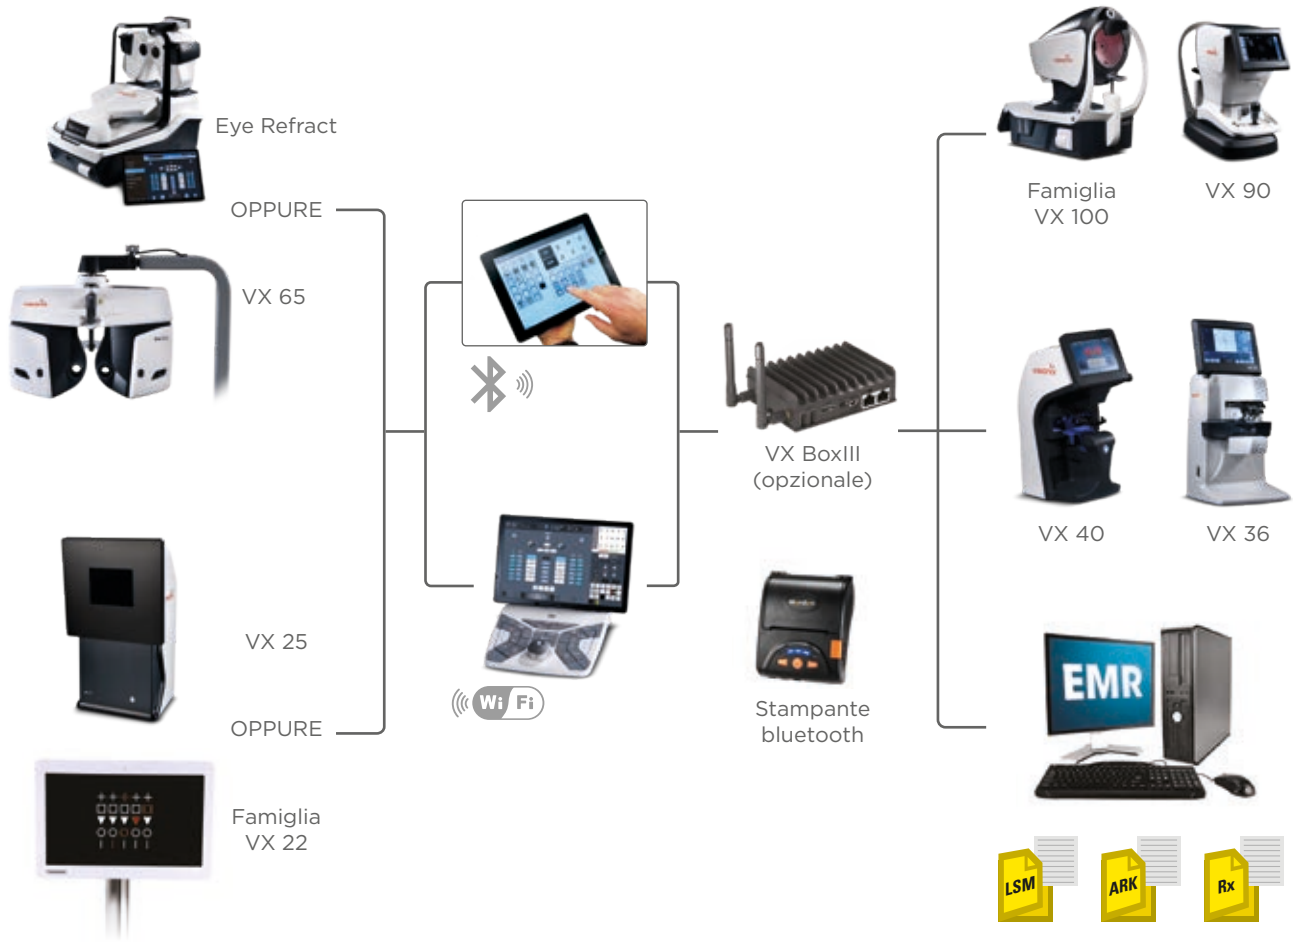 Eye Refract
OPPURE
VX 65
VX 25
OPPURE
Famiglia
VX 22
Wi Fi
VX BoxIII
(opzionale)
Stampante
bluetooth
Famiglia
VX 100
VX 90
VX 40
VX 36
EMR
LSM
ARK
Rx